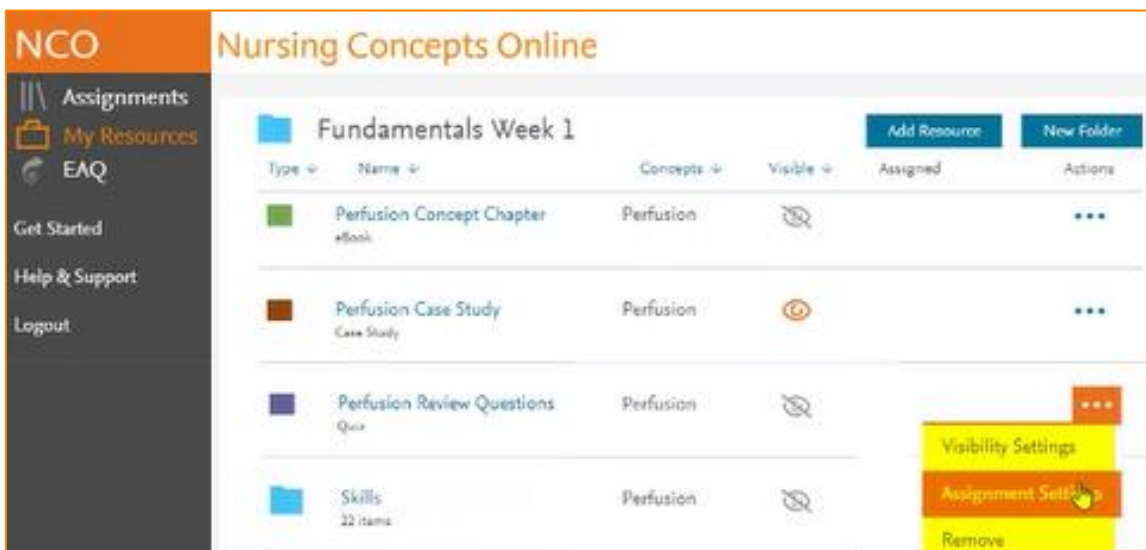 NCO
Nursing Concepts Online
Assignments
My Resources
EAQ
Get Started
Help & Support
Logout
Fundamentals Week 1
Add Resource
New Folder
Type Name Concepts Visible Assigned Actions
Perfusion Concept Chapter Perfusion
eBook
Perfusion Case Study Perfusion
Case Study
Perfusion Review Questions Perfusion
Quiz
Visibility Settings
Skills Perfusion
22 items
Assignment
Remove